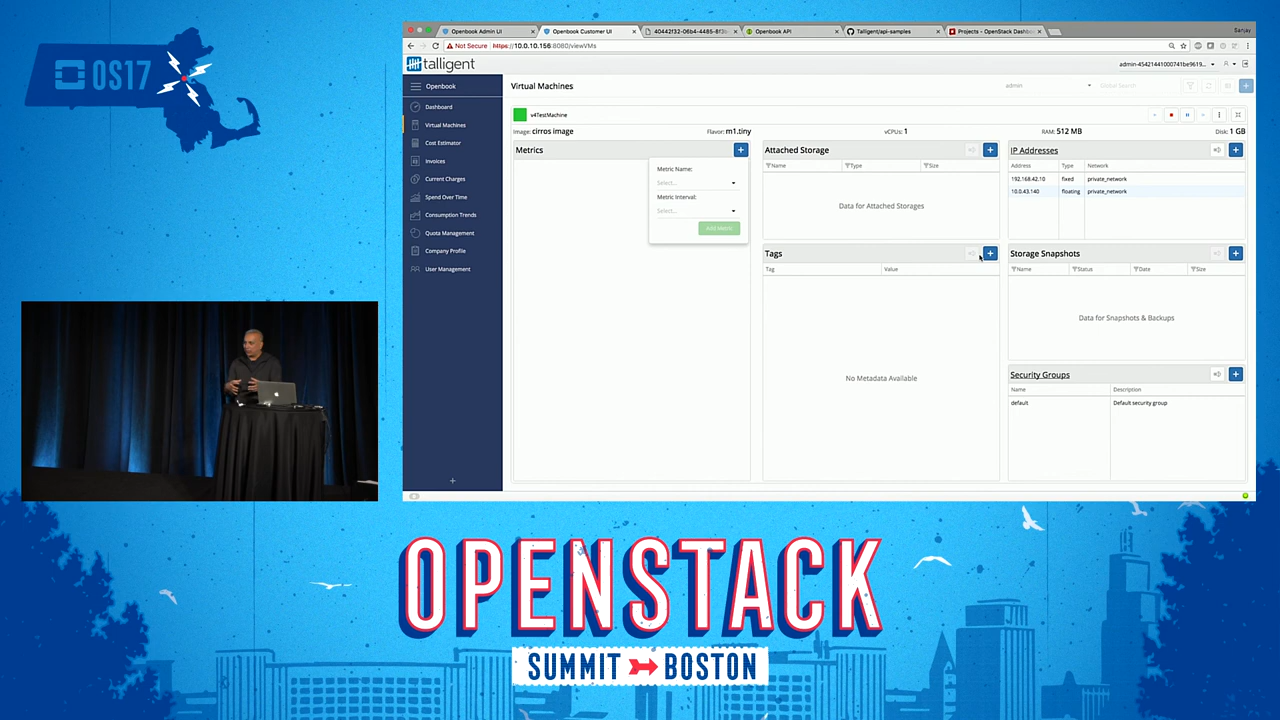 OS17
Openbook Admin UI
Openbook Customer UI
Openbook API
Talligent/api-samples
Projects - OpenStack Dashbo
Sanjay
Not Secure https://10.0.10.156:8080/viewVMs
talligent
Openbook
Dashboard
Virtual Machines
Cost Estimator
Invoices
Current Charges
Spend Over Time
Consumption Trends
Quota Management
Company Profile
User Management
Virtual Machines
admin
Global Search
v4TestMachine
Image: cirros image
Flavor: m1.tiny
vCPUs: 1
RAM: 512 MB
Disk: 1 GB
Metrics
Metric Name:
Select...
Metric Interval:
Select...
Add Metric
Attached Storage
Name Type Size
Data for Attached Storages
Tags
Tag Value
No Metadata Available
IP Addresses
Address Type Network
192.168.42.10 fixed private_network
10.0.43.140 floating private_network
Storage Snapshots
Name Status Date Size
Data for Snapshots & Backups
Security Groups
Name Description
default Default security group
OPENSTACK
SUMMIT BOSTON